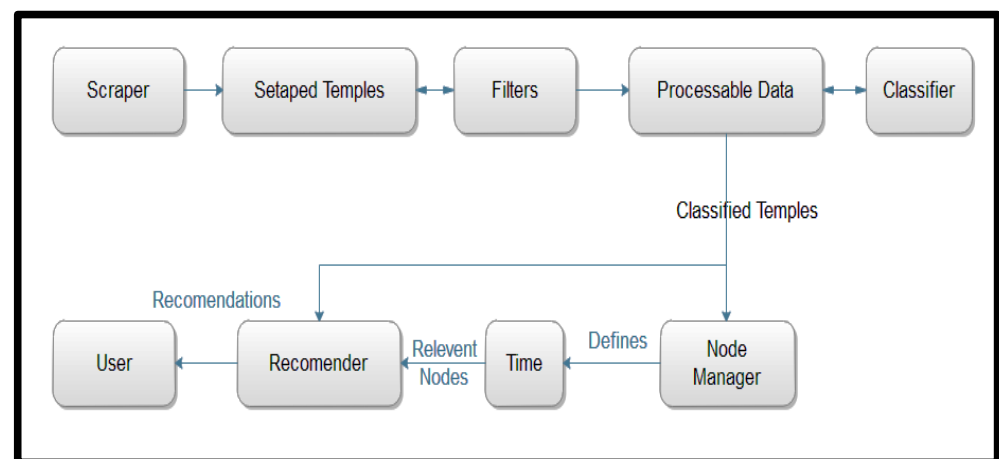 Scraper
Setaped Temples
Filters
Processable Data
Classifier
Classified Temples
Recomendations
User
Recomender
Relevent
Nodes
Time
Defines
Node
Manager